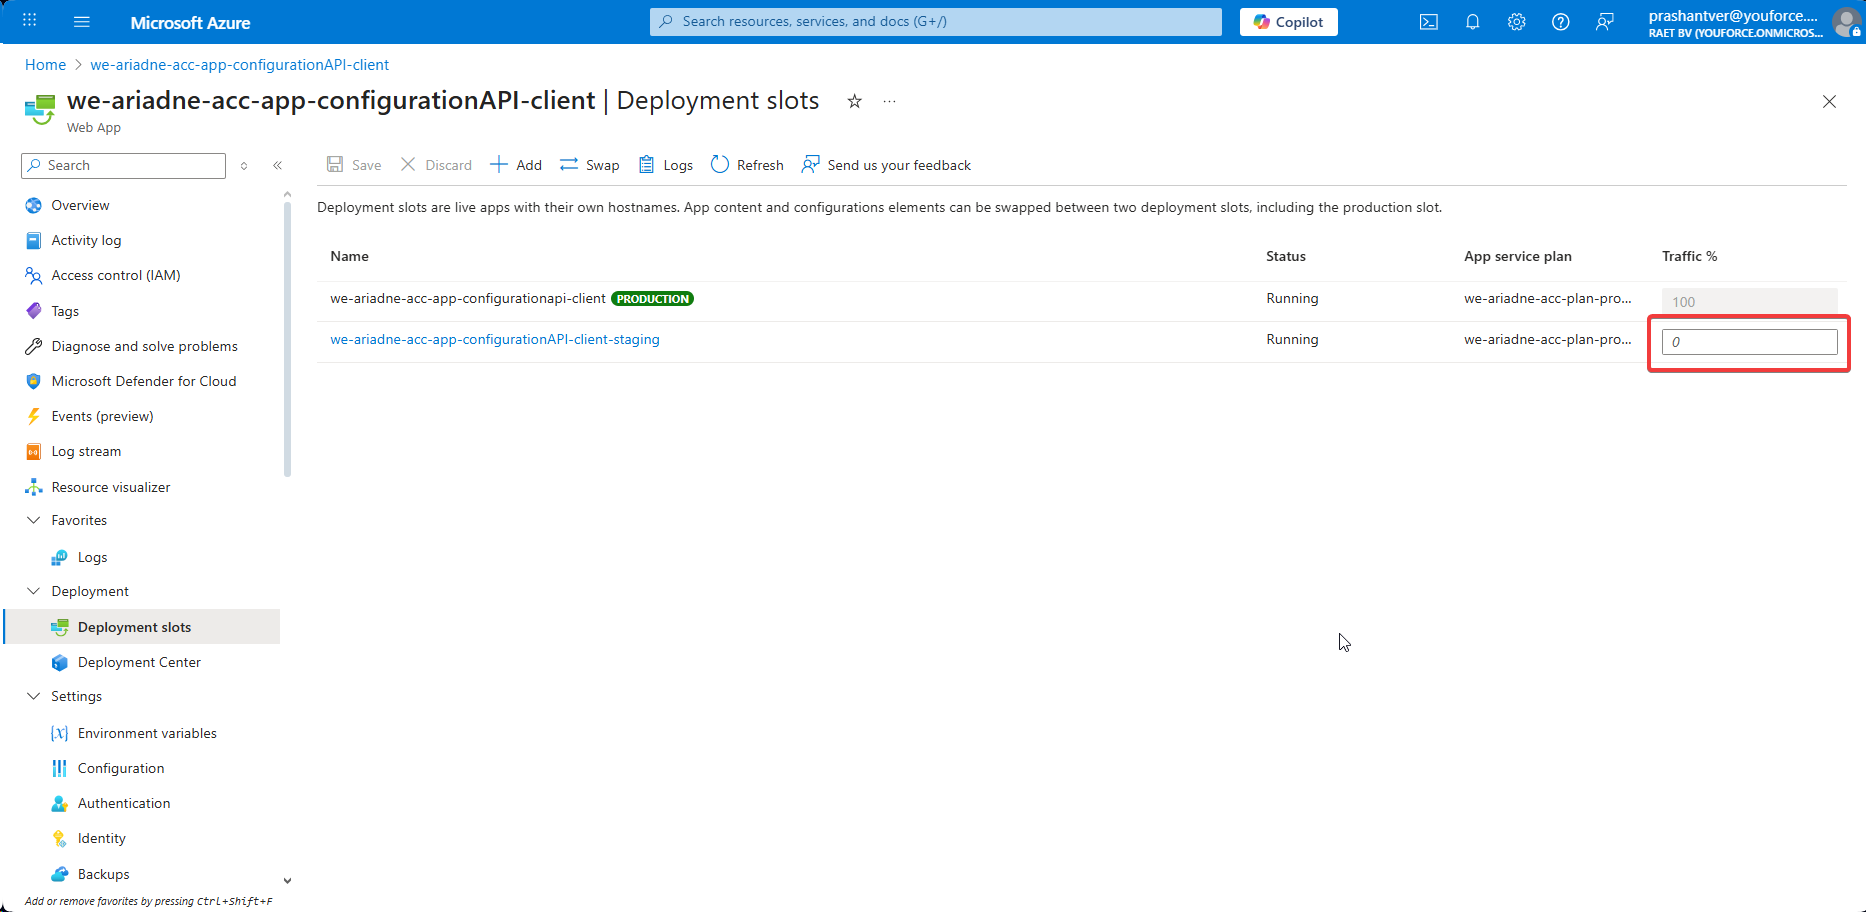 Microsoft Azure
Search resources, services, and docs (G+/)
Copilot
prashantver@youforce....
RAET BV (YOUFORCE.ONMICROS...
Home > we-ariadne-acc-app-configurationAPI-client
we-ariadne-acc-app-configurationAPI-client | Deployment slots
Web App
Search
Save
Discard
Add
Swap
Logs
Refresh
Send us your feedback
Deployment slots are live apps with their own hostnames. App content and configurations elements can be swapped between two deployment slots, including the production slot.
Name Status App service plan Traffic %
we-ariadne-acc-app-configurationapi-client PRODUCTION Running we-ariadne-acc-plan-pro... 100
we-ariadne-acc-app-configurationAPI-client-staging Running we-ariadne-acc-plan-pro... 0
Overview
Activity log
Access control (IAM)
Tags
Diagnose and solve problems
Microsoft Defender for Cloud
Events (preview)
Log stream
Resource visualizer
Favorites
Logs
Deployment
Deployment slots
Deployment Center
Settings
Environment variables
Configuration
Authentication
Identity
Backups
Add or remove favorites by pressing Ctrl+Shift+F